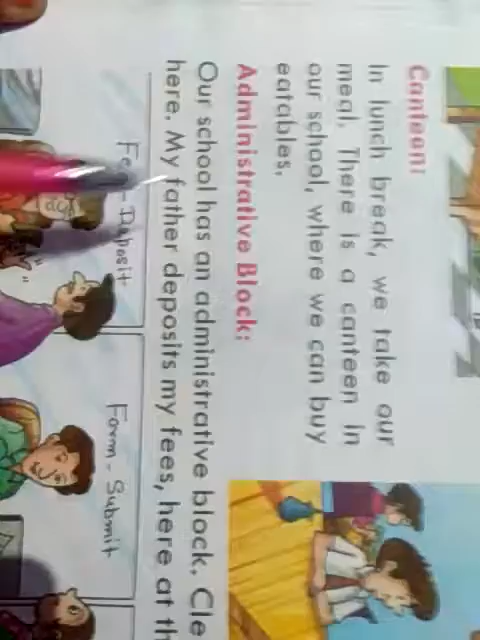 Canteen:
In lunch break, we take our
meal. There is a canteen in
our school, where we can buy
eatables.
Administrative Block:
Our school has an administrative block. Cle
here. My father deposits my fees, here at th
Fee-Deposit
Form-Submit